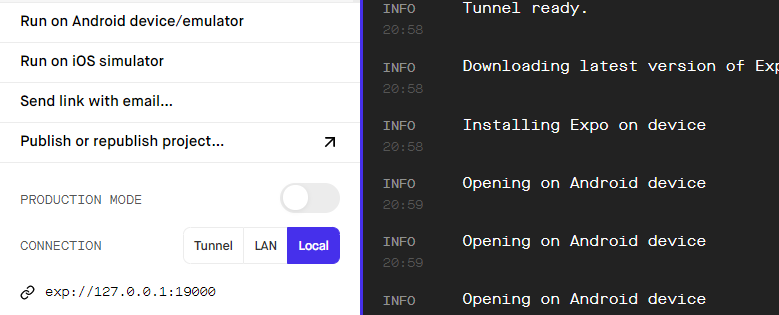 Run on Android device/emulator
Run on iOS simulator
Send link with email...
Publish or republish project...
PRODUCTION MODE
CONNECTION Tunnel LAN Local
exp://127.0.0.1:19000
INFO Tunnel ready.
20:58
INFO Downloading latest version of Exp
20:58
INFO Installing Expo on device
20:58
INFO Opening on Android device
20:59
INFO Opening on Android device
20:59
INFO Opening on Android device